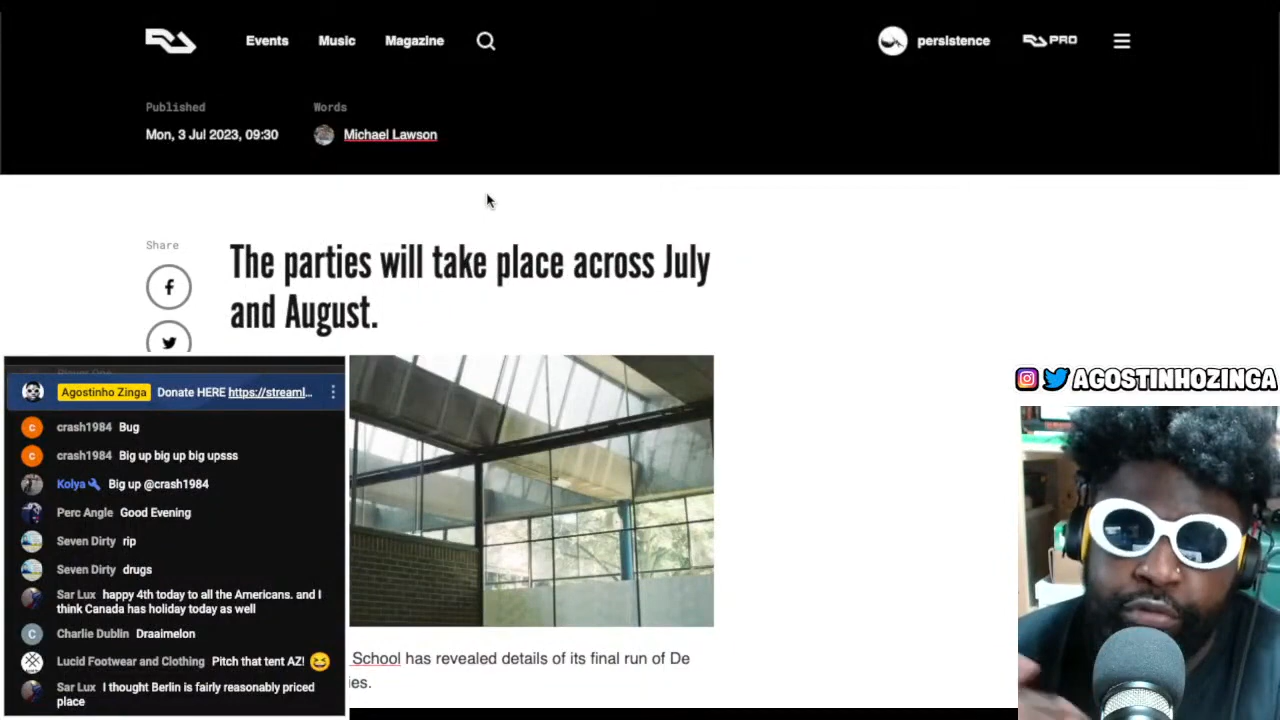 Events Music Magazine persistence PRO
Published Words
Mon, 3 Jul 2023, 09:30 Michael Lawson
Share
The parties will take place across July
and August.
School has revealed details of its final run of De
ies.
Agostinho Zinga Donate HERE https://streaml...
crash1984 Bug
crash1984 Big up big up big upsss
Kolya Big up @crash1984
Perc Angle Good Evening
Seven Dirty rip
Seven Dirty drugs
Sar Lux happy 4th today to all the Americans. and I
think Canada has holiday today as well
Charlie Dublin Draaimelon
Lucid Footwear and Clothing Pitch that tent AZ!
Sar Lux I thought Berlin is fairly reasonably priced
place
AGOSTINHOZINGA